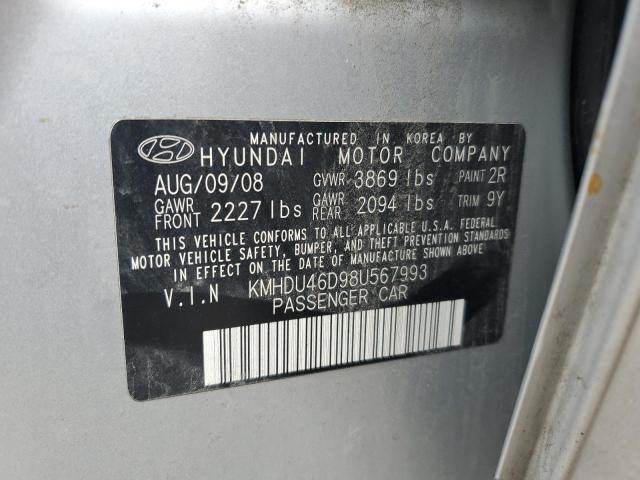 MANUFACTURED IN KOREA BY
HYUNDAI MOTOR COMPANY
AUG/09/08 GVWR 3869 lbs PAINT 2R
GAWR FRONT 2227 lbs GAWR REAR 2094 lbs TRIM 9Y
THIS VEHICLE CONFORMS TO ALL APPLICABLE U.S.A. FEDERAL
MOTOR VEHICLE SAFETY, BUMPER, AND THEFT PREVENTION STANDARDS
IN EFFECT ON THE DATE OF MANUFACTURE SHOWN ABOVE
V.I.N KMHDU46D98U567993
PASSENGER CAR